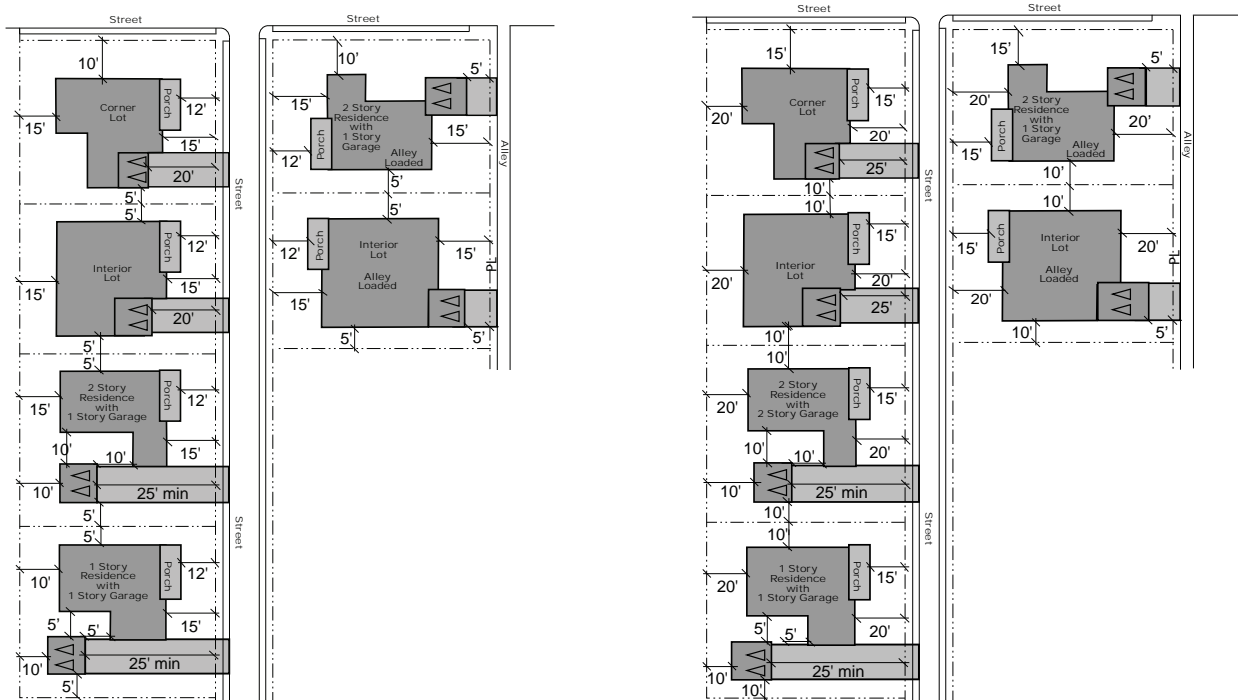 Street
10'
Porch
Corner
Lot
12'
15'
15'
20'
5'
5'
Porch
Interior
Lot
12'
15'
15'
20'
5'
5'
2 Story
Residence
with
1 Story Garage
Porch
12'
15'
15'
10'
10'
10'
25' min
5'
5'
1 Story
Residence
with
1 Story Garage
Porch
12'
10'
15'
5'
5'
10'
25' min
5'
Street
Street
Street
10'
5'
15'
2 Story
Residence
with
1 Story
Garage
Porch
Alley
Loaded
15'
12'
5'
5'
Alley
Porch
Interior
Lot
Alley
Loaded
12'
15'
15'
PL
5'
5'
Street
15'
Porch
Corner
Lot
15'
20'
20'
25'
10'
10'
Porch
Interior
Lot
15'
20'
20'
25'
10'
10'
2 Story
Residence
with
2 Story Garage
Porch
15'
20'
20'
10'
10'
10'
25' min
10'
10'
1 Story
Residence
with
1 Story Garage
Porch
15'
20'
20'
5'
5'
10'
25' min
10'
Street
Street
Street
15'
5'
20'
2 Story
Residence
with
1 Story
Garage
Porch
Alley
Loaded
20'
15'
10'
10'
Alley
Porch
Interior
Lot
Alley
Loaded
15'
20'
20'
PL
10'
5'